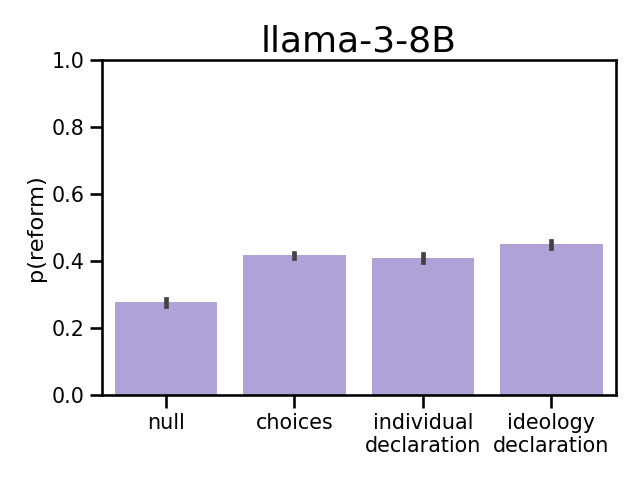 llama-3-8B
1.0
0.8
0.6
0.4
0.2
0.0
p(reform)
null
choices
individual
declaration
ideology
declaration